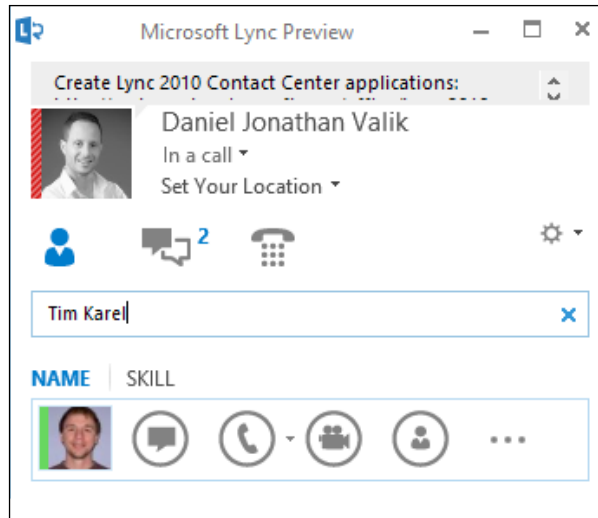 Microsoft Lync Preview
Create Lync 2010 Contact Center applications:
Daniel Jonathan Valik
In a call
Set Your Location
2
Tim Karel
NAME SKILL